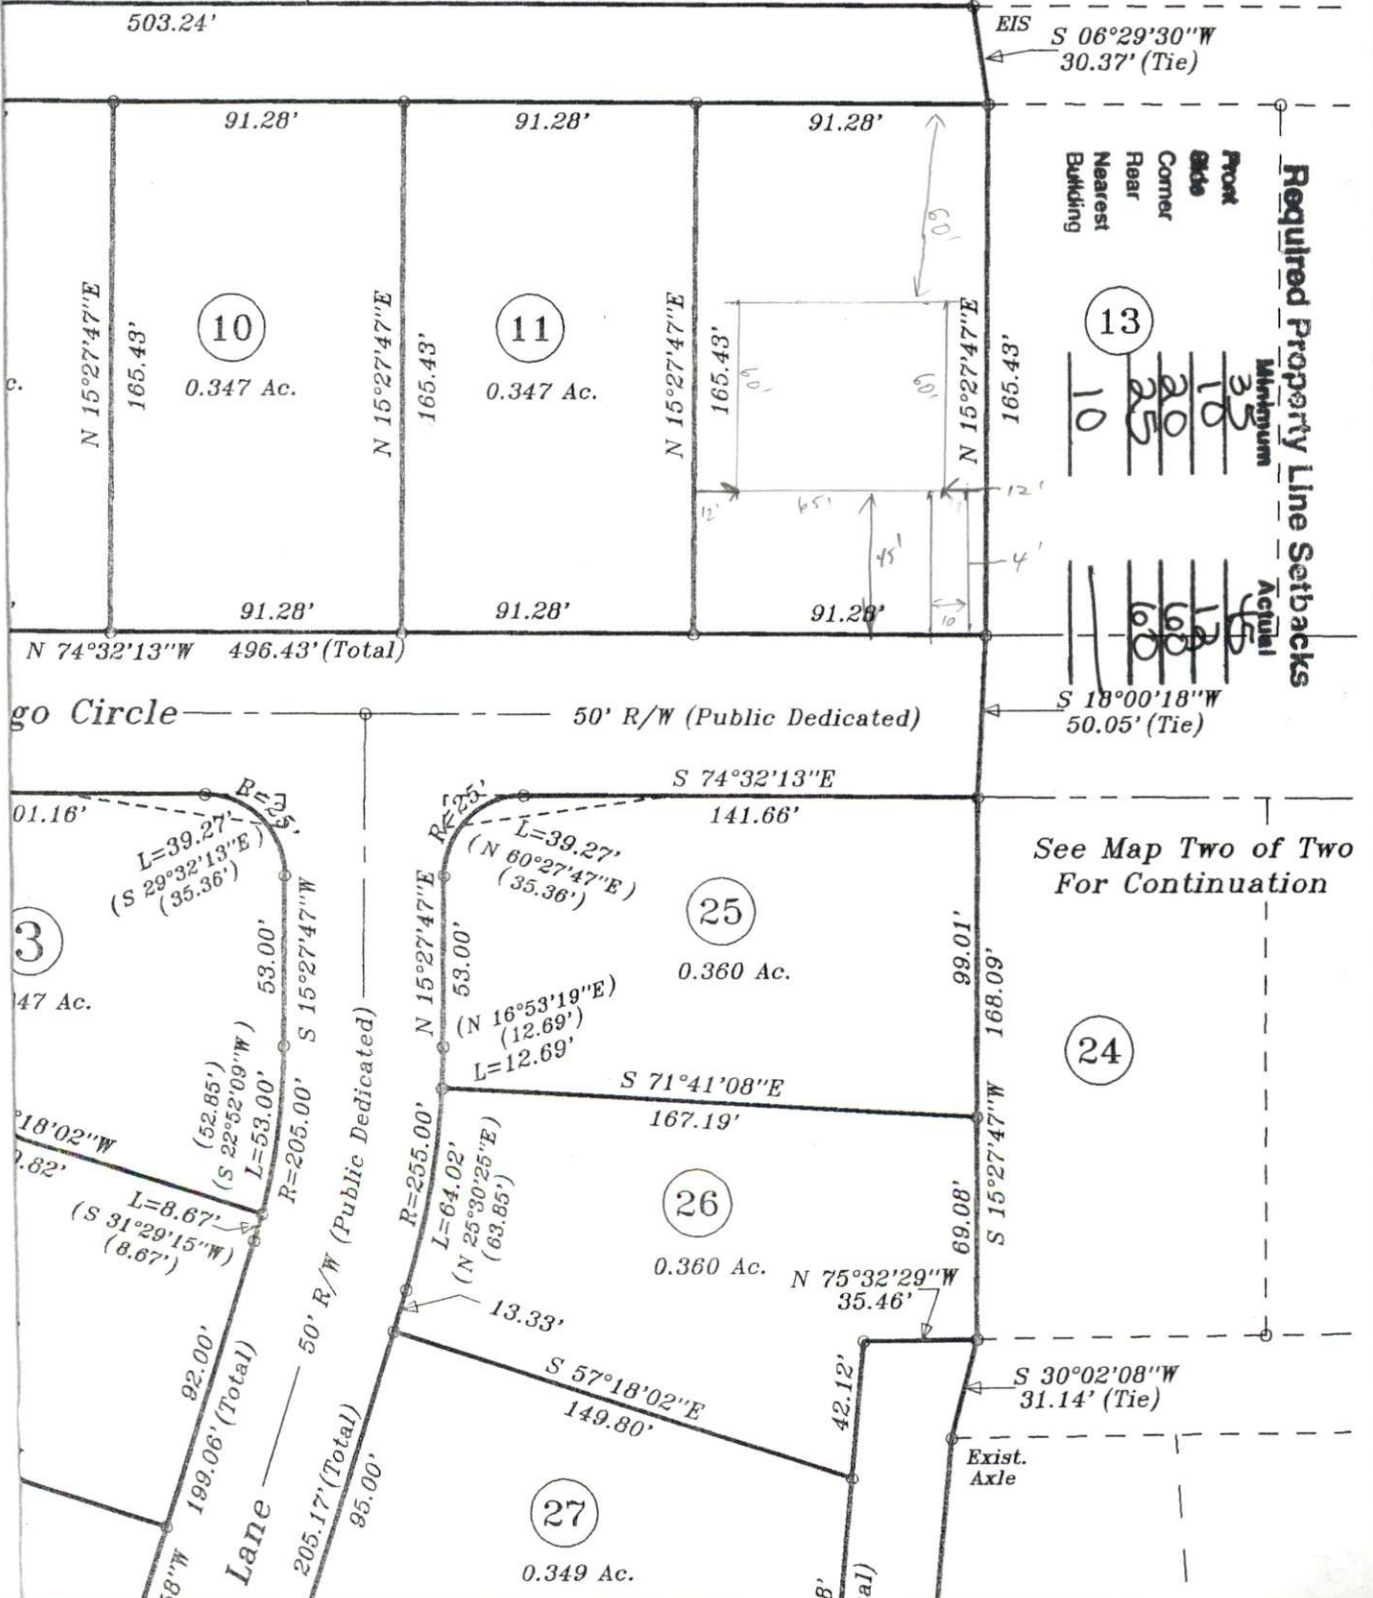 503.24'
EIS
S 06°29'30"W
30.37' (Tie)
91.28'
91.28'
91.28'
60'
Required Property Line Setbacks
Minimum
Actual
Front 35 45
Side 10 12
Corner 20 60
Rear 25 60
Nearest
Building 10
N 15°27'47"E
165.43'
10
0.347 Ac.
N 15°27'47"E
165.43'
11
0.347 Ac.
N 15°27'47"E
165.43'
60'
60'
N 15°27'47"E
165.43'
13
c.
12'
65'
12'
45'
4'
10
91.28'
91.28'
91.28'
N 74°32'13"W 496.43' (Total)
go Circle
50' R/W (Public Dedicated)
S 18°00'18"W
50.05' (Tie)
01.16'
R=25'
L=39.27'
(S 29°32'13"E)
(35.36')
R=25'
L=39.27'
(N 60°27'47"E)
(35.36')
S 74°32'13"E
141.66'
See Map Two of Two
For Continuation
3
47 Ac.
53.00'
S 15°27'47"W
N 15°27'47"E
53.00'
25
0.360 Ac.
99.01'
168.09'
24
(N 16°53'19"E)
(12.69')
L=12.69'
(52.85')
(S 22°52'09"W)
L=53.00'
R=205.00'
50' R/W (Public Dedicated)
S 71°41'08"E
167.19'
°18'02"W
9.82'
L=8.67'
(S 31°29'15"W)
(8.67')
R=255.00'
L=64.02'
(N 25°30'25"E)
(63.85')
26
0.360 Ac.
69.08'
S 15°27'47"W
N 75°32'29"W
35.46'
13.33'
S 57°18'02"E
149.80'
42.12'
S 30°02'08"W
31.14' (Tie)
92.00'
199.06' (Total)
Lane
205.17' (Total)
95.00'
Exist.
Axle
27
0.349 Ac.
58"W
8'
al)